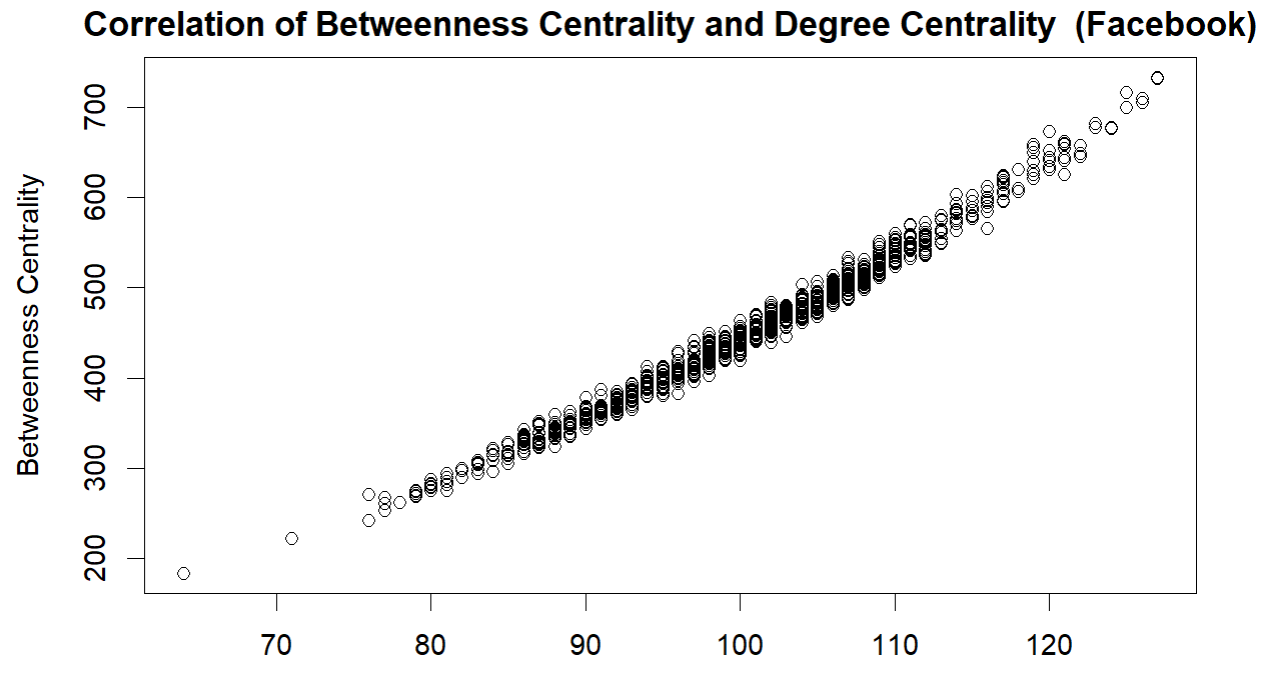 Correlation of Betweenness Centrality and Degree Centrality  (Facebook)
Betweenness Centrality
700
600
500
400
300
200
70 80 90 100 110 120